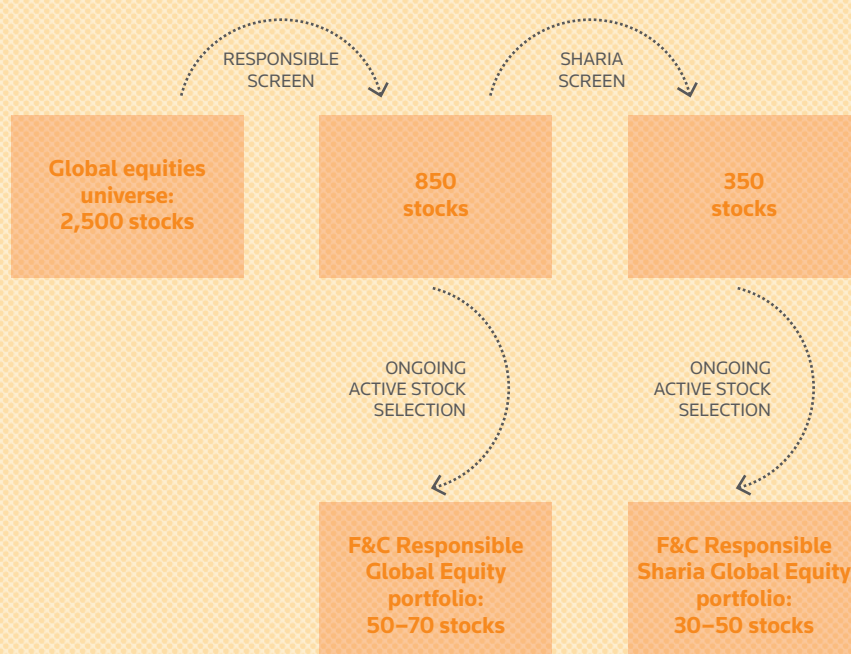 RESPONSIBLE
SCREEN
SHARIA
SCREEN
Global equities
universe:
2,500 stocks
850
stocks
350
stocks
ONGOING
ACTIVE STOCK
SELECTION
ONGOING
ACTIVE STOCK
SELECTION
F&C Responsible
Global Equity
portfolio:
50–70 stocks
F&C Responsible
Sharia Global Equity
portfolio:
30–50 stocks